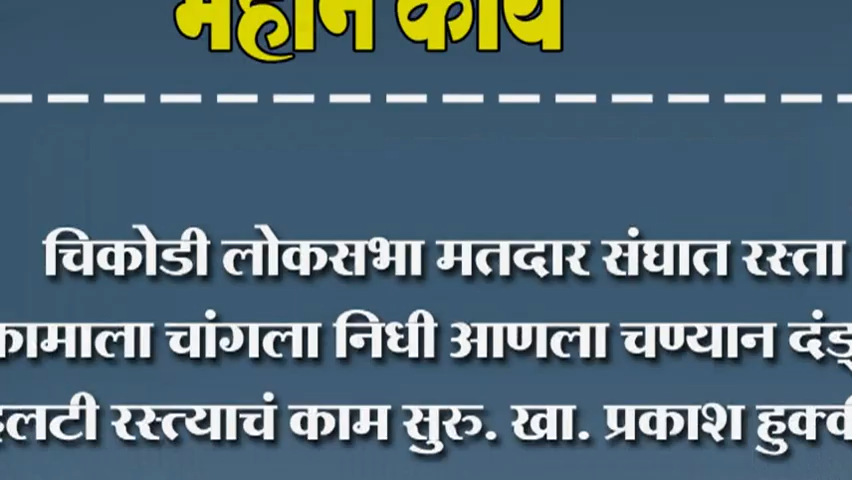 महान कार्य
चिकोडी लोकसभा मतदार संघात रस्ता
कामाला चांगला निधी आणला चण्यान
रस्त्याचं काम सुरु. खा. प्रकाश